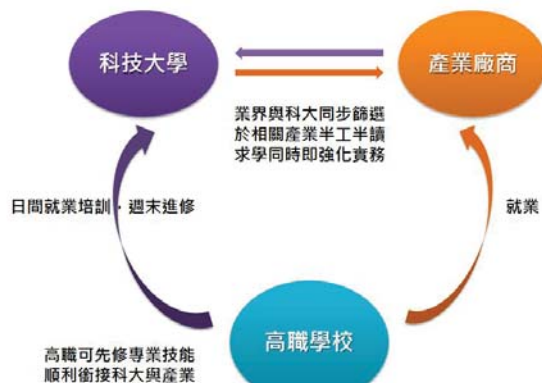 科技大學
產業廠商
業界與科大同步篩選
於相關產業半工半讀
求學同時即強化實務
日間就業培訓，週末進修
就業
高職學校
高職可先修專業技能
順利銜接科大與產業